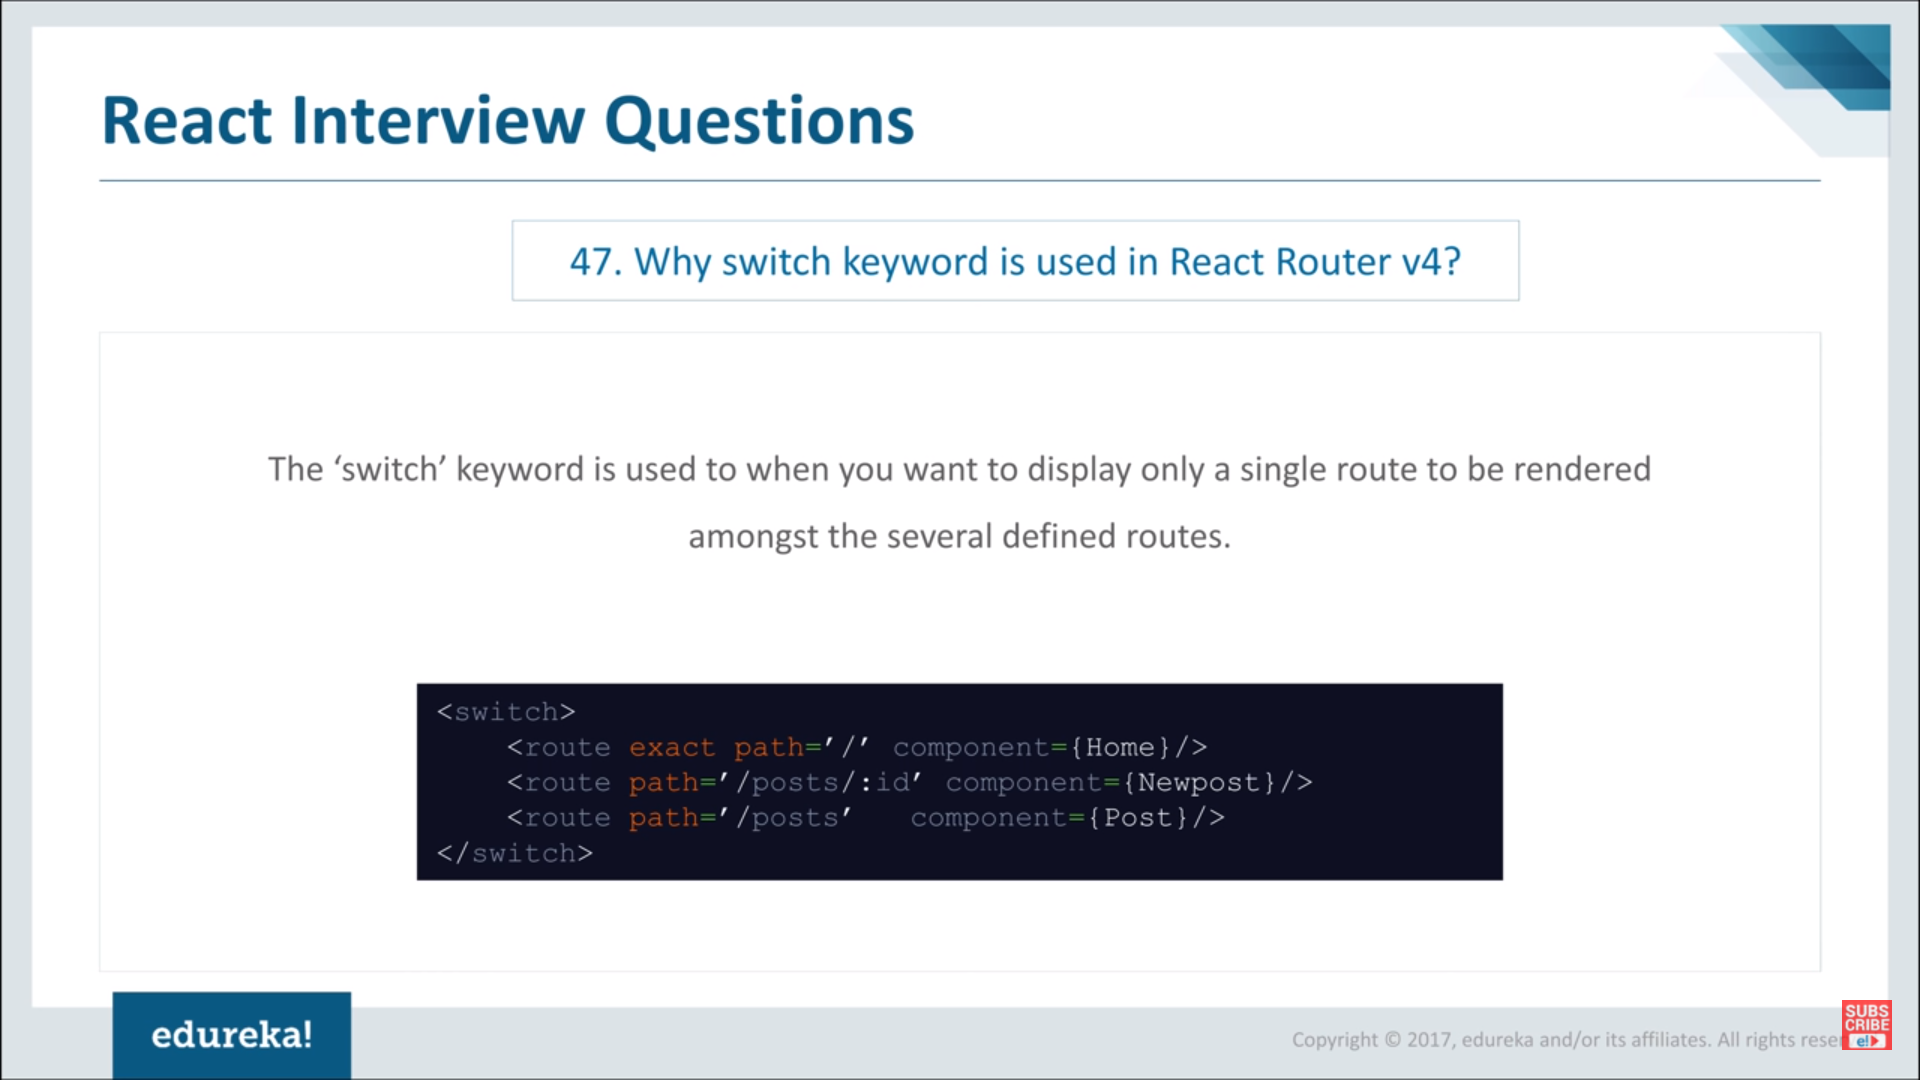 React Interview Questions
47. Why switch keyword is used in React Router v4?
The ‘switch’ keyword is used to when you want to display only a single route to be rendered
amongst the several defined routes.
<switch>
    <route exact path=’/’ component={Home}/>
    <route path=’/posts/:id’ component={Newpost}/>
    <route path=’/posts’   component={Post}/>
</switch>
edureka!
Copyright © 2017, edureka and/or its affiliates. All rights reser
SUBS
CRIBE
e!